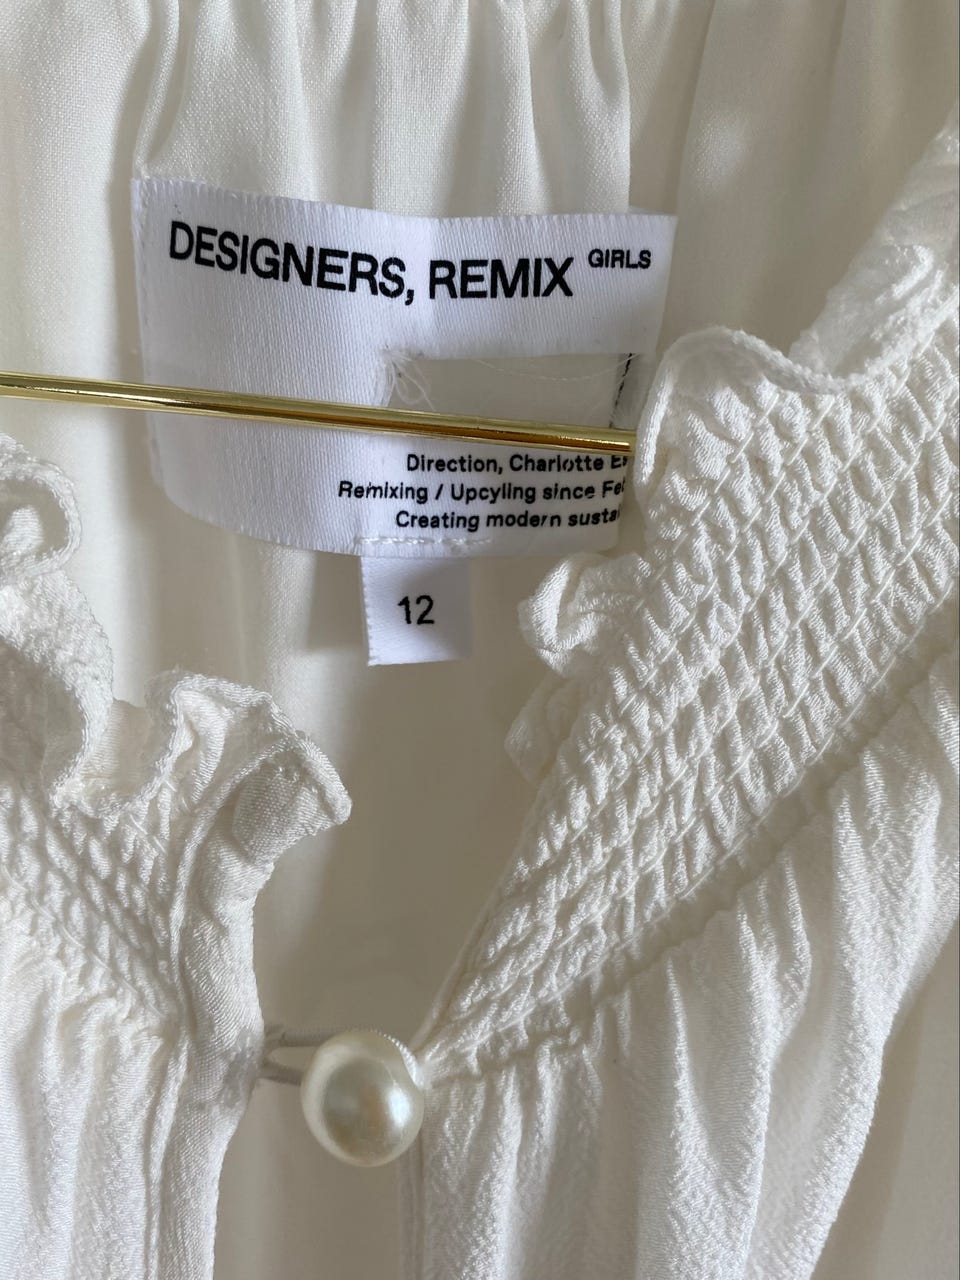 DESIGNERS, REMIX GIRLS
Direction, Charlotte
Remixing / Upcyling since
Creating modern
12